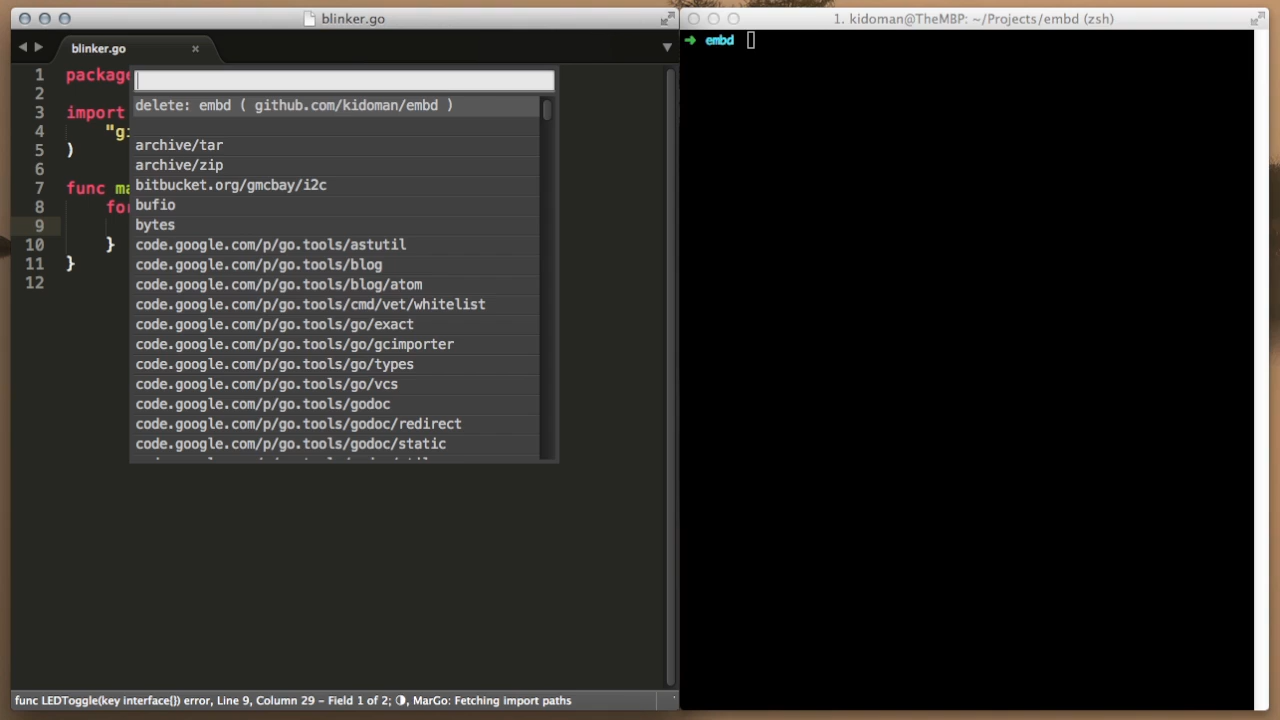 blinker.go
1. kidoman@TheMBP: ~/Projects/embd (zsh)
blinker.go ×
➜ embd
1 package
2
3 import
4 "gi
5 )
6
7 func ma
8 for
9
10 }
11 }
12
delete: embd ( github.com/kidoman/embd )
archive/tar
archive/zip
bitbucket.org/gmcbay/i2c
bufio
bytes
code.google.com/p/go.tools/astutil
code.google.com/p/go.tools/blog
code.google.com/p/go.tools/blog/atom
code.google.com/p/go.tools/cmd/vet/whitelist
code.google.com/p/go.tools/go/exact
code.google.com/p/go.tools/go/gcimporter
code.google.com/p/go.tools/go/types
code.google.com/p/go.tools/go/vcs
code.google.com/p/go.tools/godoc
code.google.com/p/go.tools/godoc/redirect
code.google.com/p/go.tools/godoc/static
func LEDToggle(key interface{}) error, Line 9, Column 29 – Field 1 of 2; ◑, MarGo: Fetching import paths